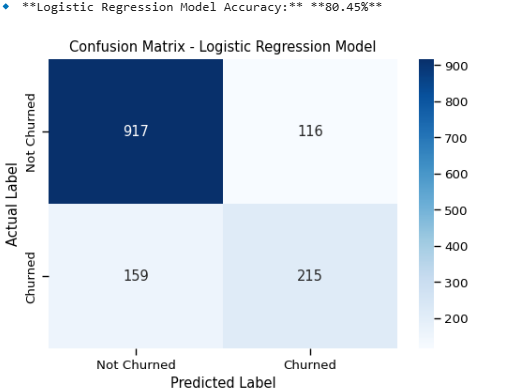 **Logistic Regression Model Accuracy:** **80.45%**
Confusion Matrix - Logistic Regression Model
Actual Label
Not Churned
917
116
Churned
159
215
Not Churned
Churned
Predicted Label
900
800
700
600
500
400
300
200